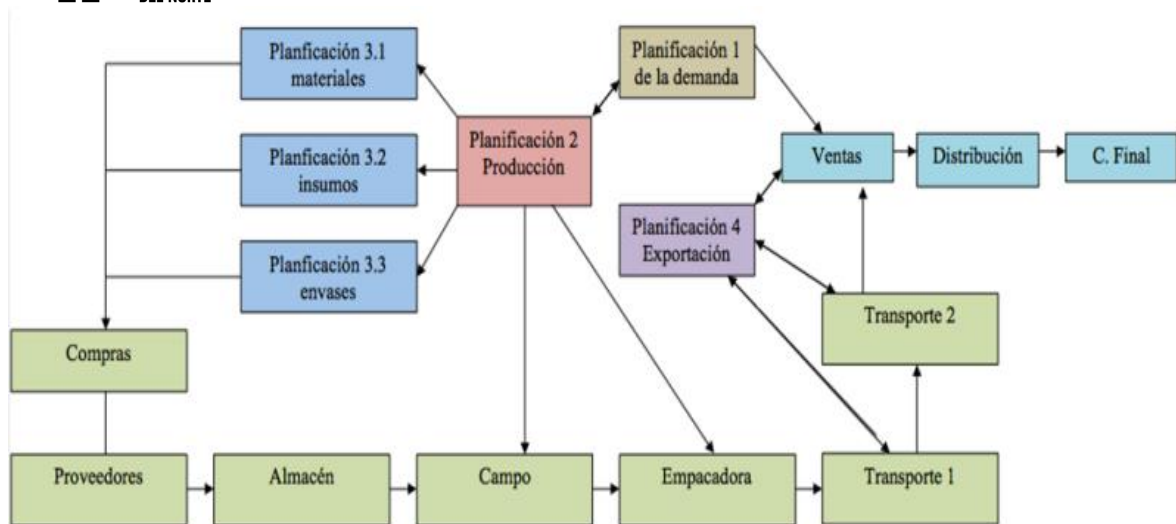 Planficación 3.1
materiales
Planificación 1
de la demanda
Planificación 2
Producción
Planficación 3.2
insumos
Ventas
Distribución
C. Final
Planificación 4
Exportación
Planficación 3.3
envases
Transporte 2
Compras
Proveedores
Almacén
Campo
Empacadora
Transporte 1